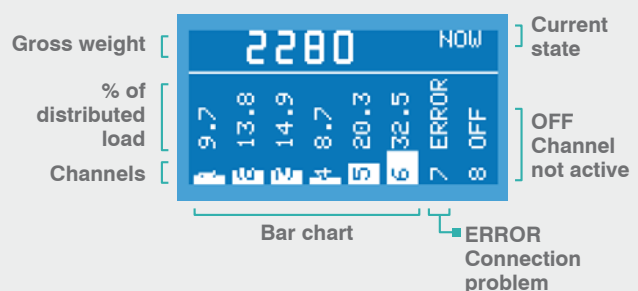 Gross weight
2280
NOW
Current
state
% of
distributed
load
9.7
13.8
14.9
8.7
20.3
32.5
ERROR
OFF
OFF
Channel
not active
Channels
4
5
6
7
8
Bar chart
ERROR
Connection
problem